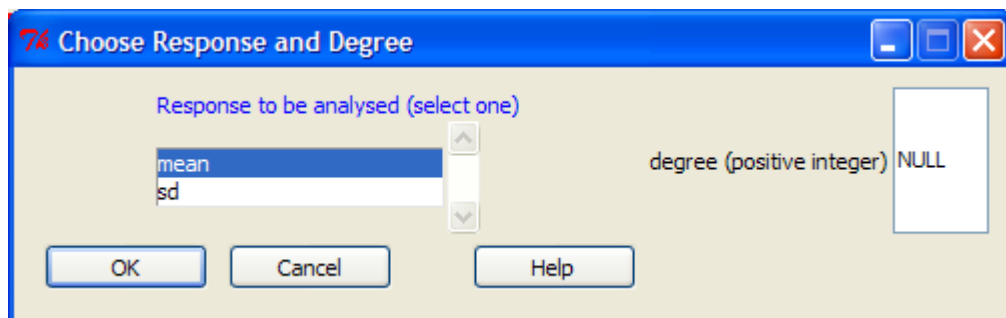 Choose Response and Degree
Response to be analysed (select one)
mean
sd
degree (positive integer) NULL
OK Cancel Help